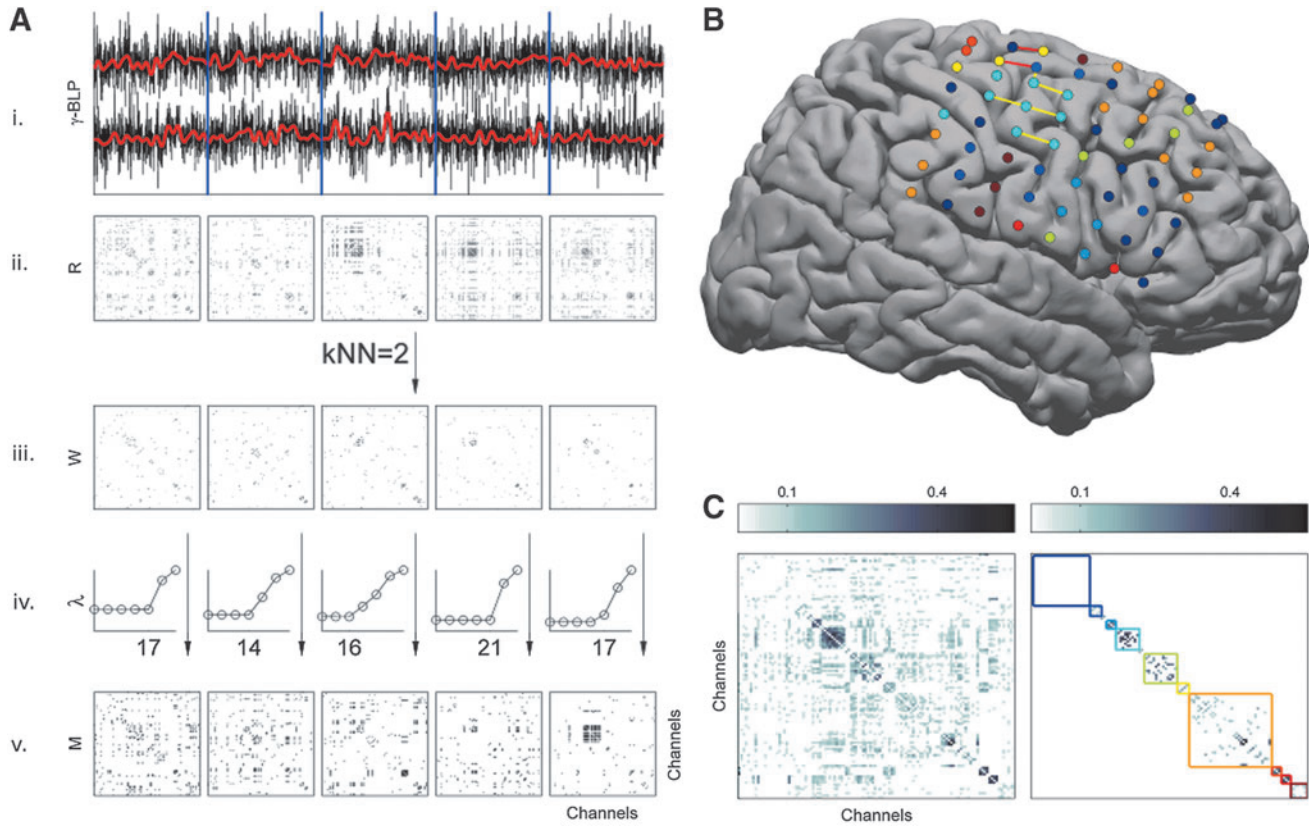 A
i.
γ-BLP
ii.
R
kNN=2
iii.
W
iv.
λ
17 14 16 21 17
v.
M
Channels
Channels
B
C
0.1 0.4
0.1 0.4
Channels
Channels